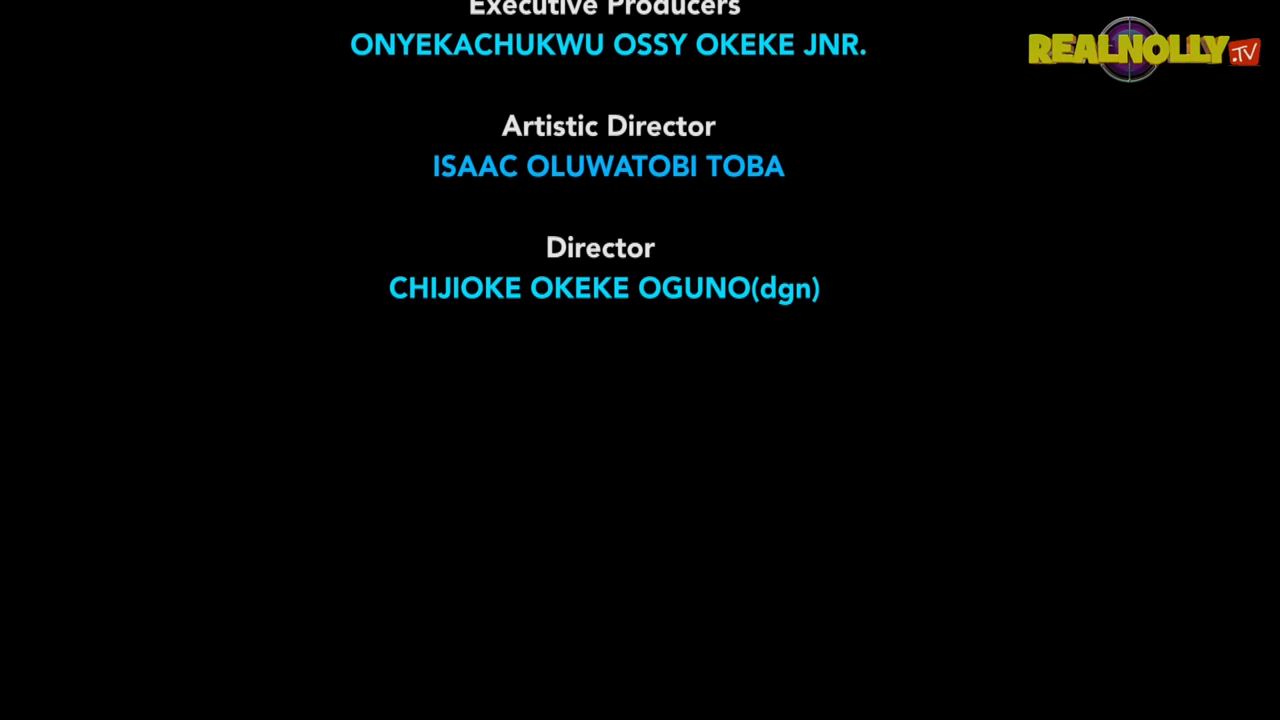 Executive Producers
ONYEKACHUKWU OSSY OKEKE JNR.
REALNOLLY.TV
Artistic Director
ISAAC OLUWATOBI TOBA
Director
CHIJIOKE OKEKE OGUNO(dgn)